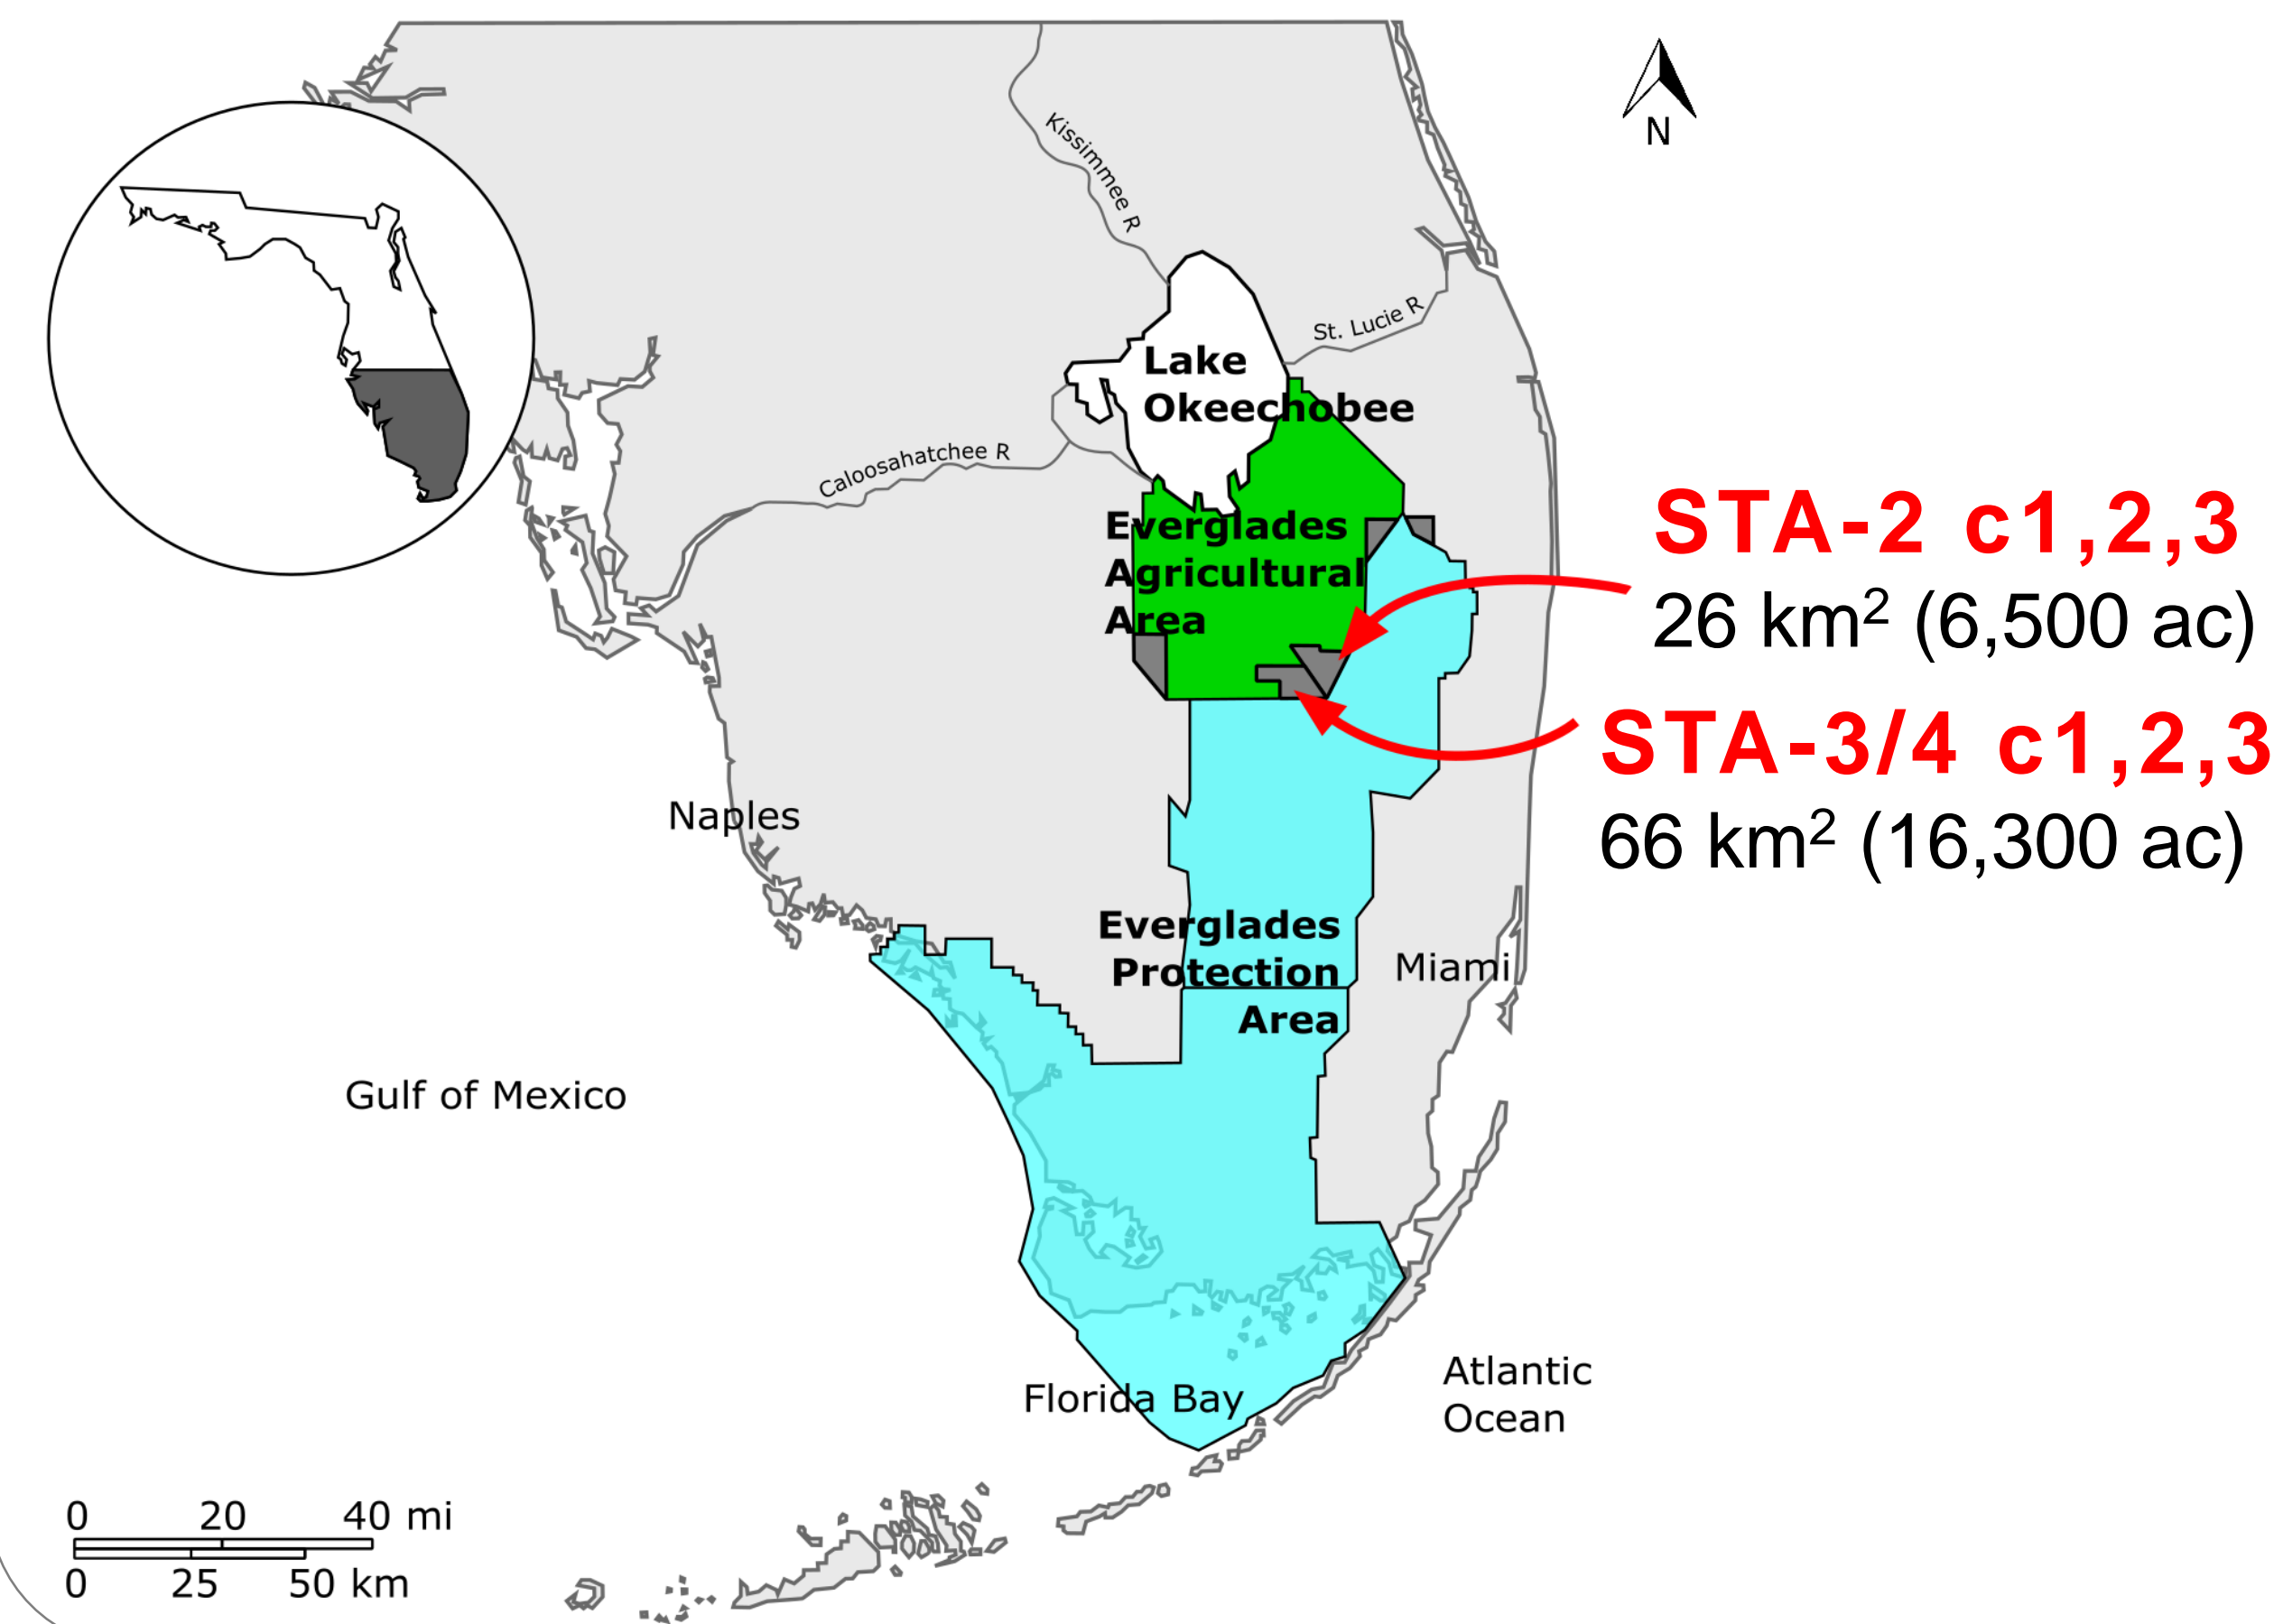 N
Kissimmee R
St. Lucie R
Lake
Okeechobee
Caloosahatchee R
Everglades
Agricultural
Area
STA-2 c1,2,3
26 km² (6,500 ac)
STA-3/4 c1,2,3
66 km² (16,300 ac)
Naples
Everglades
Protection
Area
Miami
Gulf of Mexico
Florida Bay
Atlantic
Ocean
0 20 40 mi
0 25 50 km